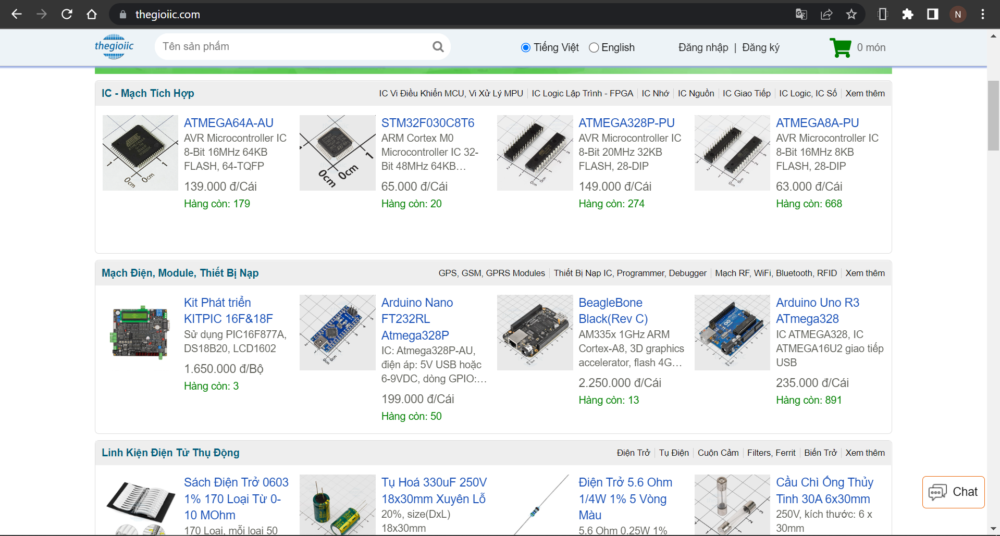 thegioiic.com
N
thegioiic
Tên sản phẩm
Tiếng Việt
English
Đăng nhập | Đăng ký
0 món
IC - Mạch Tích Hợp
IC Vi Điều Khiển MCU, Vi Xử Lý MPU
IC Logic Lập Trình - FPGA
IC Nhớ
IC Nguồn
IC Giao Tiếp
IC Logic, IC Số
Xem thêm
ATMEGA64A-AU
AVR Microcontroller IC
8-Bit 16MHz 64KB
FLASH, 64-TQFP
139.000 đ/Cái
Hàng còn: 179
STM32F030C8T6
ARM Cortex M0
Microcontroller IC 32-
Bit 48MHz 64KB…
65.000 đ/Cái
Hàng còn: 20
ATMEGA328P-PU
AVR Microcontroller IC
8-Bit 20MHz 32KB
FLASH, 28-DIP
149.000 đ/Cái
Hàng còn: 274
ATMEGA8A-PU
AVR Microcontroller IC
8-Bit 16MHz 8KB
FLASH, 28-DIP
63.000 đ/Cái
Hàng còn: 668
Mạch Điện, Module, Thiết Bị Nạp
GPS, GSM, GPRS Modules
Thiết Bị Nạp IC, Programmer, Debugger
Mạch RF, WiFi, Bluetooth, RFID
Xem thêm
Kit Phát triển
KITPIC 16F&18F
Sử dụng PIC16F877A,
DS18B20, LCD1602
1.650.000 đ/Bộ
Hàng còn: 3
Arduino Nano
FT232RL
Atmega328P
IC: Atmega328P-AU,
điện áp: 5V USB hoặc
6-9VDC, dòng GPIO:…
199.000 đ/Cái
Hàng còn: 50
BeagleBone
Black(Rev C)
AM335x 1GHz ARM
Cortex-A8, 3D graphics
accelerator, flash 4G…
2.250.000 đ/Cái
Hàng còn: 13
Arduino Uno R3
ATmega328
IC ATMEGA328, IC
ATMEGA16U2 giao tiếp
USB
235.000 đ/Cái
Hàng còn: 891
Linh Kiện Điện Tử Thụ Động
Điện Trở
Tụ Điện
Cuộn Cảm
Filters, Ferrit
Biến Trở
Xem thêm
Sách Điện Trở 0603
1% 170 Loại Từ 0-
10 MOhm
170 Loại, mỗi loại 50
Tụ Hoá 330uF 250V
18x30mm Xuyên Lỗ
20%, size(DxL)
18x30mm
Điện Trở 5.6 Ohm
1/4W 1% 5 Vòng
Màu
5.6 Ohm 0.25W 1%
Cầu Chì Ống Thủy
Tinh 30A 6x30mm
250V, kích thước: 6 x
30mm
Chat